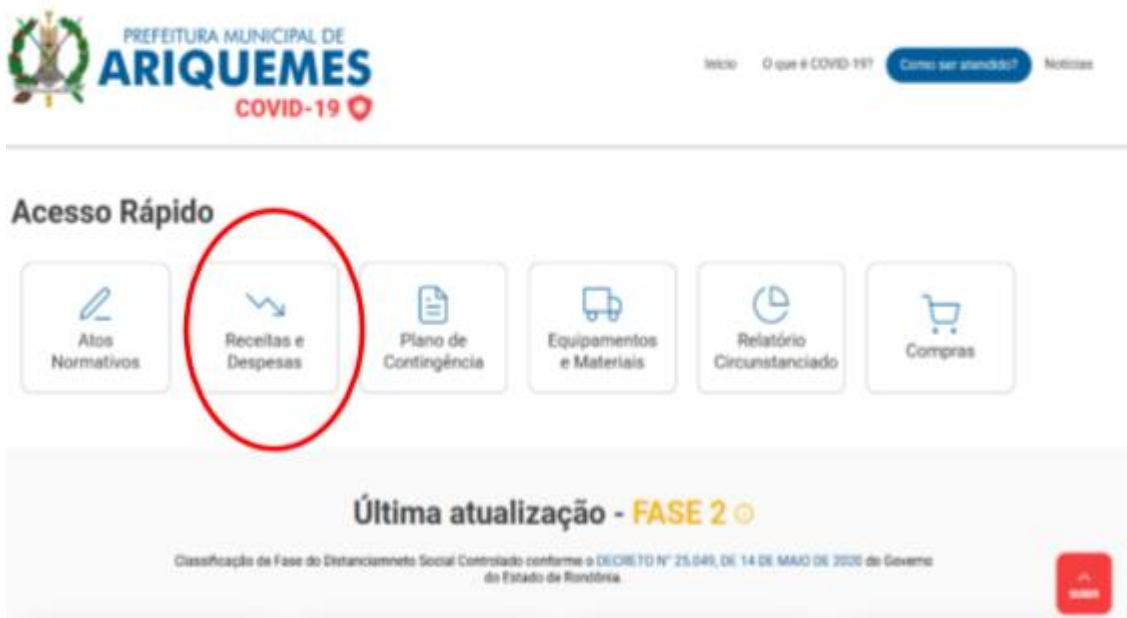 PREFEITURA MUNICIPAL DE
ARIQUEMES
COVID-19
Início O que é COVID-19? Como ser atendido? Notícias
Acesso Rápido
Atos
Normativos
Receitas e
Despesas
Plano de
Contingência
Equipamentos
e Materiais
Relatório
Circunstanciado
Compras
Última atualização - FASE 2
Classificação de Fase do Distanciamneto Social Controlado conforme o DECRETO N° 25.049, DE 14 DE MAIO DE 2020 do Governo
do Estado de Rondônia.